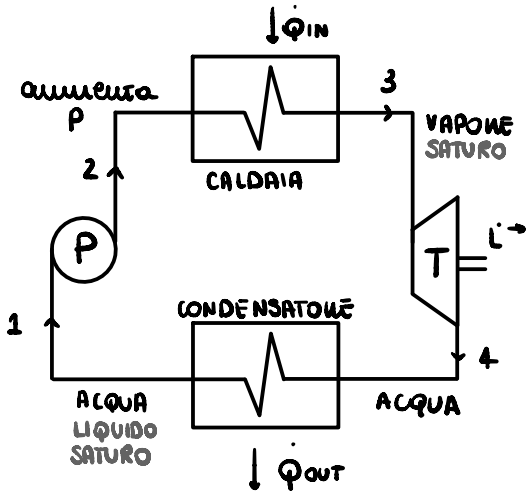 Q̇IN
3
aumenta
P
VAPORE
SATURO
2
CALDAIA
P
T
L̇
CONDENSATORE
1
4
ACQUA
LIQUIDO
SATURO
ACQUA
Q̇OUT